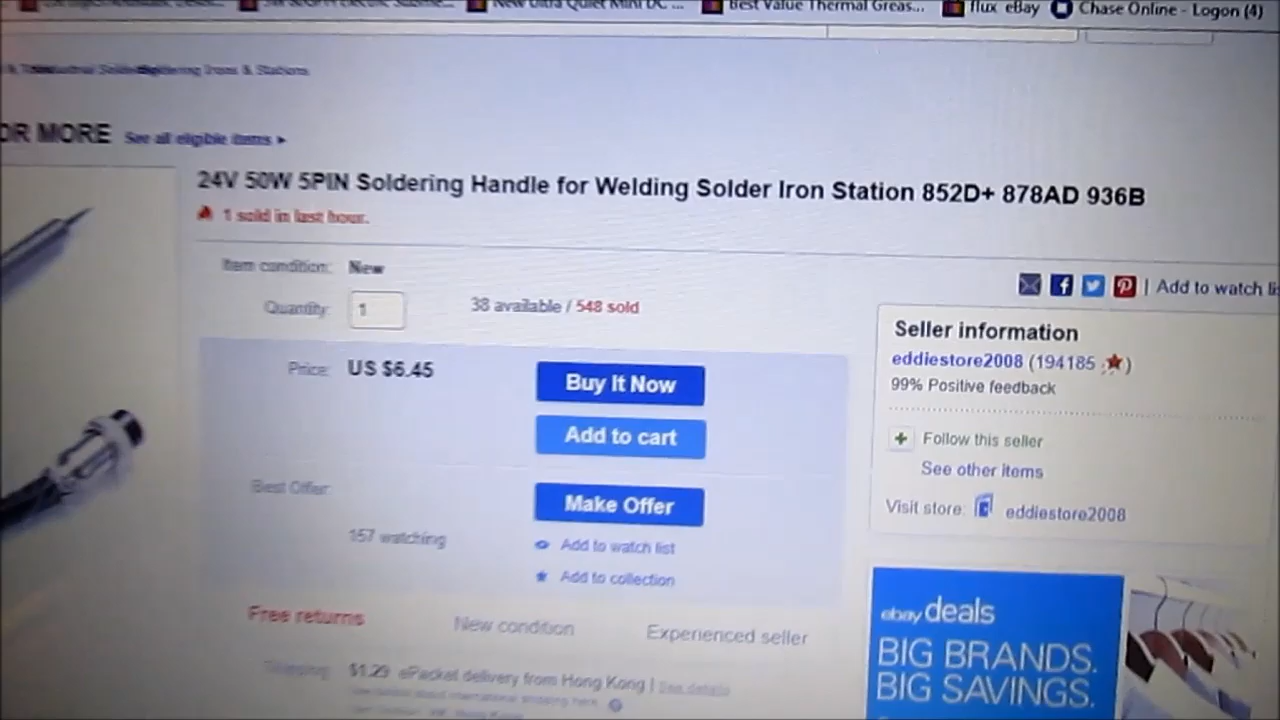 New Ultra Quiet Mini DC ... Best Value Thermal Greas... flux eBay Chase Online - Logon (4)
Soldering Irons & Stations
OR MORE See all eligible items ▸
24V 50W 5PIN Soldering Handle for Welding Solder Iron Station 852D+ 878AD 936B
1 sold in last hour.
Item condition: New
| Add to watch lis
Quantity: 1 38 available / 548 sold
Seller information
eddiestore2008 (194185 )
99% Positive feedback
Price: US $6.45 Buy It Now
Add to cart
Follow this seller
See other items
Best Offer: Make Offer
Visit store: eddiestore2008
157 watching Add to watch list
Add to collection
Free returns New condition Experienced seller
ebay deals
BIG BRANDS.
BIG SAVINGS.
Shipping: $1.29 ePacket delivery from Hong Kong | See details